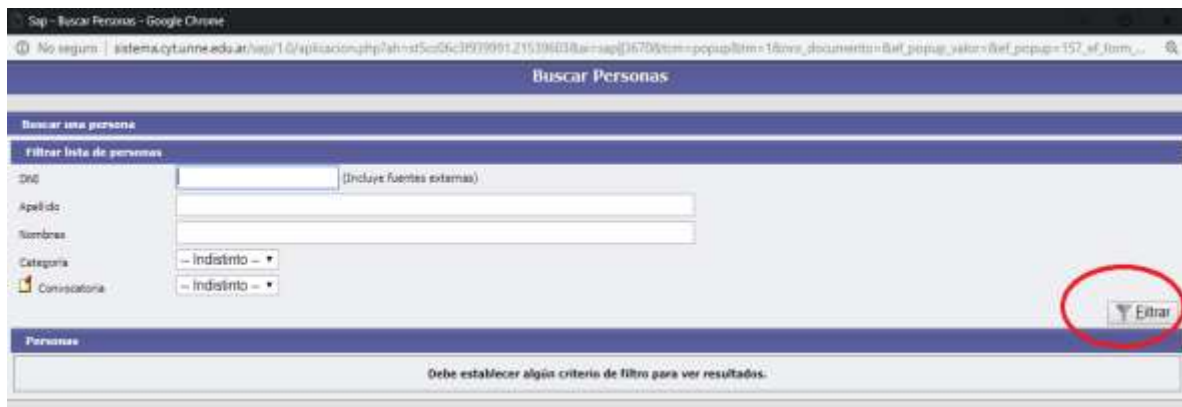 Sap - Buscar Personas - Google Chrome
No seguro | sistema.cyt.unne.edu.ar/sap/1.0/aplicacion.php?
Buscar Personas
Buscar una persona
Filtrar lista de personas
DNI (Incluye fuentes externas)
Apellido
Nombres
Categoria -- Indistinto --
Convocatoria -- Indistinto --
Filtrar
Personas
Debe establecer algún criterio de filtro para ver resultados.